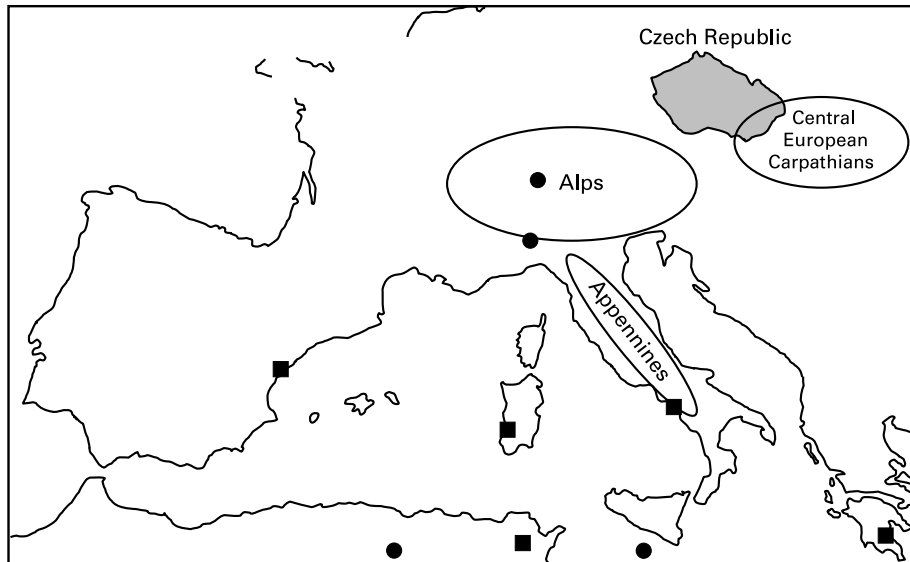 Czech Republic
Central
European
Carpathians
Alps
Appennines